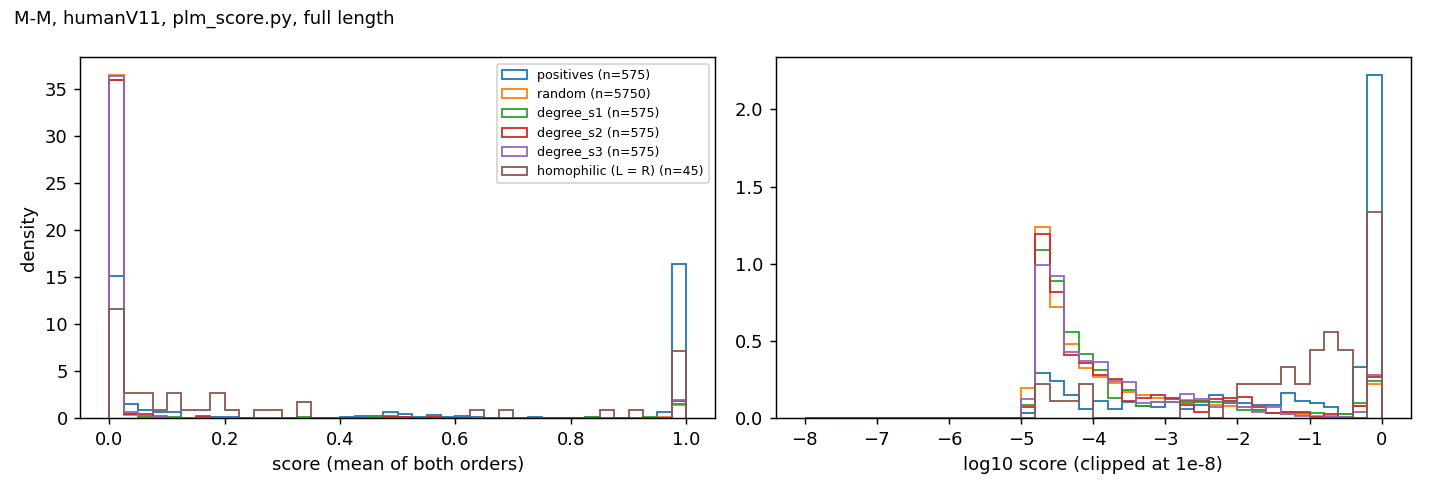 M-M, humanV11, plm_score.py, full length
density
35
30
25
20
15
10
5
0
0.0 0.2 0.4 0.6 0.8 1.0
score (mean of both orders)
positives (n=575)
random (n=5750)
degree_s1 (n=575)
degree_s2 (n=575)
degree_s3 (n=575)
homophilic (L = R) (n=45)
2.0
1.5
1.0
0.5
0.0
−8 −7 −6 −5 −4 −3 −2 −1 0
log10 score (clipped at 1e-8)